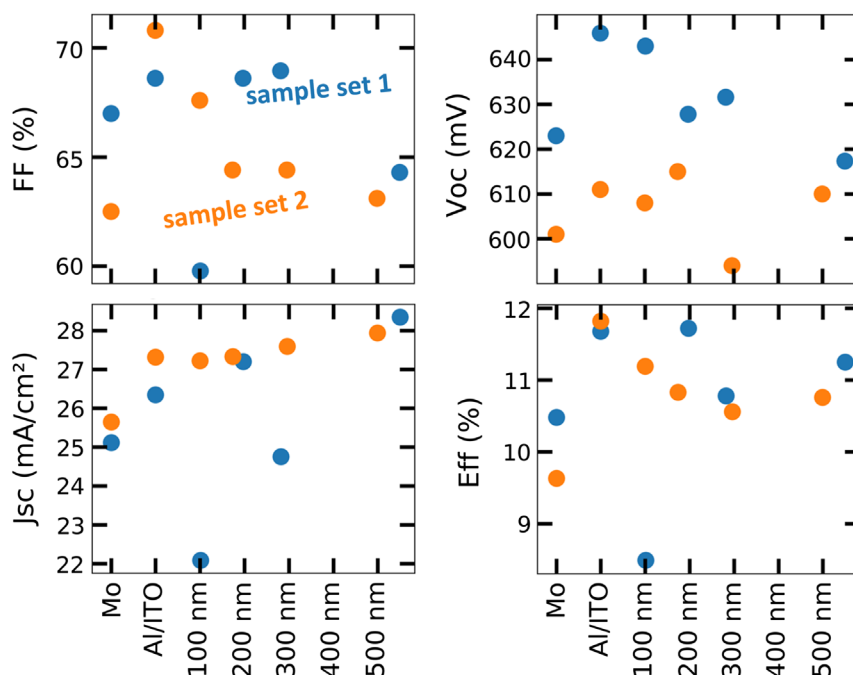 FF (%)
70
65
60
sample set 1
sample set 2
Voc (mV)
640
630
620
610
600
Jsc (mA/cm²)
28
27
26
25
24
23
22
Mo
Al/ITO
100 nm
200 nm
300 nm
400 nm
500 nm
Eff (%)
12
11
10
9
Mo
Al/ITO
100 nm
200 nm
300 nm
400 nm
500 nm